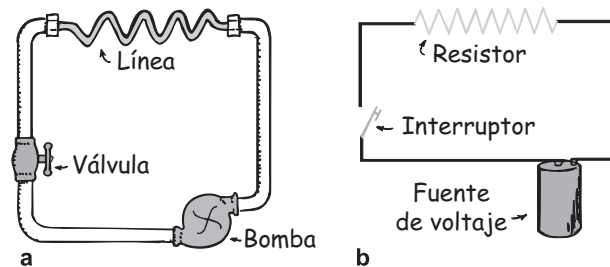 Línea
Válvula
Bomba
a
Resistor
Interruptor
Fuente
de voltaje
b